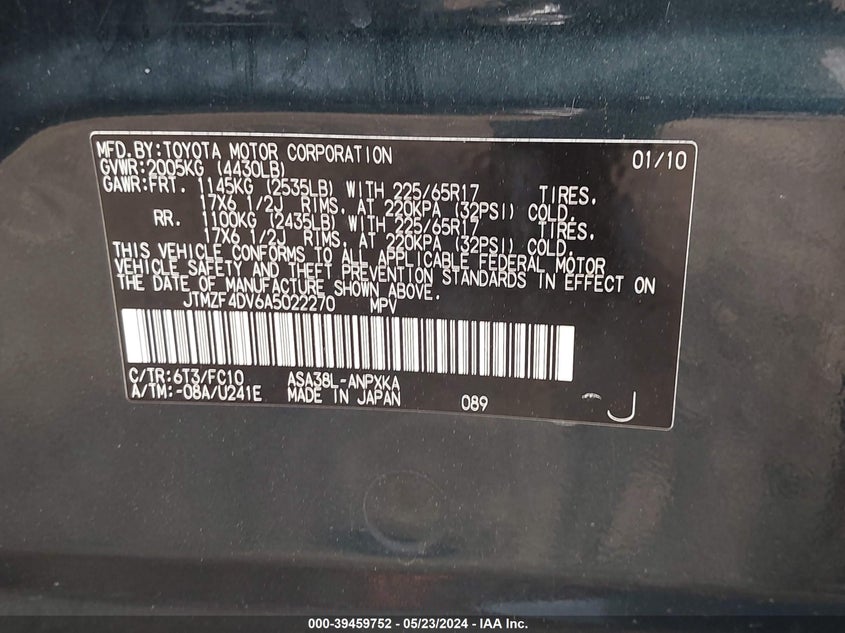 MFD.BY:TOYOTA MOTOR CORPORATION 01/10
GVWR:2005KG (4430LB)
GAWR:FRT. 1145KG (2535LB) WITH 225/65R17 TIRES,
17X6 1/2J RIMS, AT 220KPA (32PSI) COLD.
RR. 1100KG (2435LB) WITH 225/65R17 TIRES,
17X6 1/2J RIMS, AT 220KPA (32PSI) COLD.
THIS VEHICLE CONFORMS TO ALL APPLICABLE FEDERAL MOTOR
VEHICLE SAFETY AND THEFT PREVENTION STANDARDS IN EFFECT ON
THE DATE OF MANUFACTURE SHOWN ABOVE.
JTMZF4DV6A5022270 MPV
C/TR:6T3/FC10 ASA38L-ANPXKA
A/TM:-08A/U241E MADE IN JAPAN 089 J
000-39459752 - 05/23/2024 - IAA Inc.